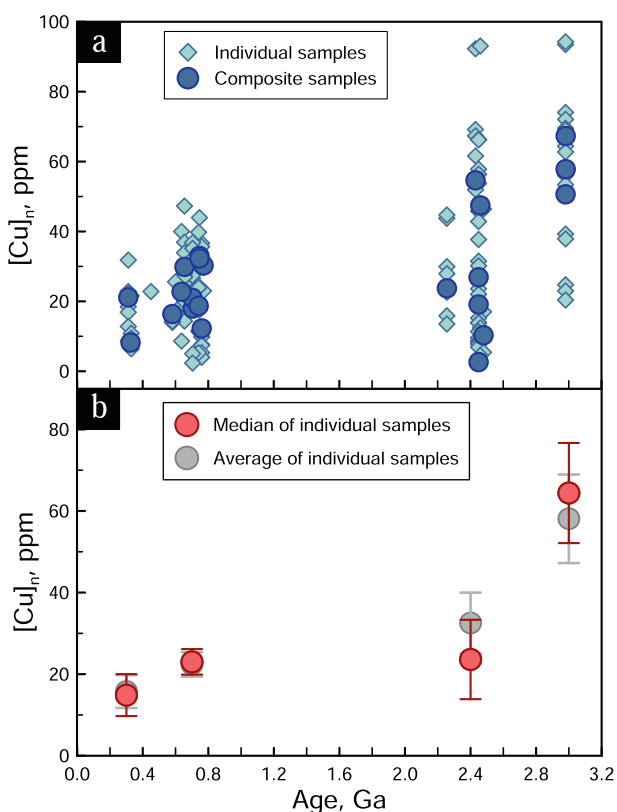 a
Individual samples
Composite samples
100
80
60
40
20
0
[Cu]n, ppm
b
Median of individual samples
Average of individual samples
80
60
40
20
0
[Cu]n, ppm
0.0 0.4 0.8 1.2 1.6 2.0 2.4 2.8 3.2
Age, Ga